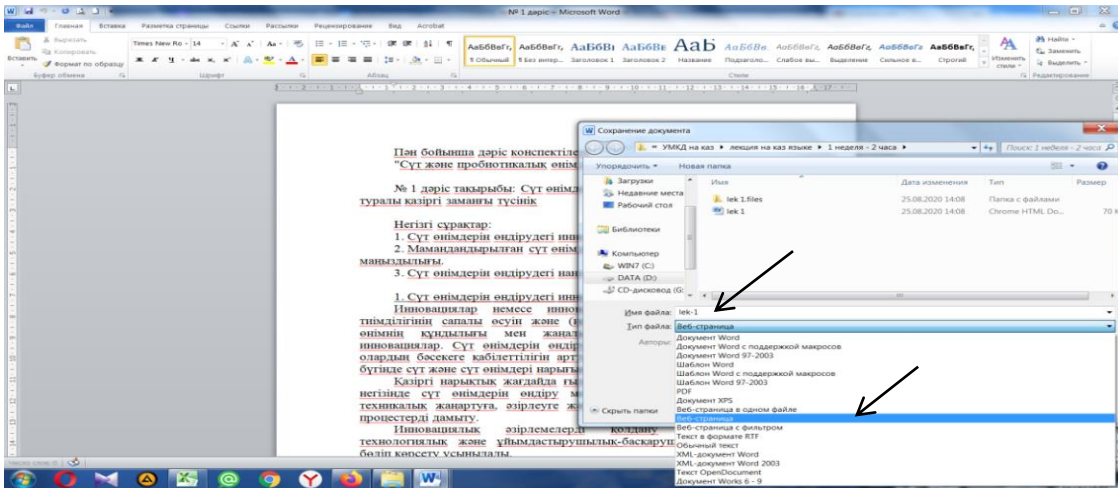 № 1 дәріс – Microsoft Word
Файл Главная Вставка Разметка страницы Ссылки Рассылки Рецензирование Вид Acrobat
Вырезать
Копировать
Формат по образцу
Вставить
Буфер обмена
Times New Ro 14
Шрифт
Абзац
АаБбВвГг, АаБбВвГг, АаБбВі АаБбВв АаЬ АаБбВв. АаБбВвГг, АаБбВвГг, АаБбВвГг АаБбВвГг,
¶ Обычный ¶ Без интер... Заголовок 1 Заголовок 2 Название Подзаголо... Слабое вы... Выделение Сильное в... Строгий
Стили
Изменить стили
Найти
Заменить
Выделить
Редактирование
Пән бойынша дәріс конспектіле
"Сүт және пробиотикалық өнім
№ 1 дәріс тақырыбы: Сүт өнімд
туралы қазіргі заманғы түсінік
Негізгі сұрақтар:
1. Сүт өнімдерін өндірудегі инн
2. Мамандандырылған сүт өнім
маңыздылығы.
3. Сүт өнімдерін өндірудегі нан
1. Сүт өнімдерін өндірудегі инн
Инновациялар немесе иннов
тиімділігінің сапалы өсуін және (н
өнімнің құндылығы мен жаңал
инновациялар. Сүт өнімдерін өндір
олардың бәсекеге қабілеттілігін арт
бүгінде сүт және сүт өнімдері нарығы
Қазіргі нарықтық жағдайда ғыл
негізінде сүт өнімдерін өндіру м
техникалық жаңартуға, әзірлеуге ж
процестерді дамыту.
Инновациялық әзірлемелерді қолдану
технологиялық және ұйымдастырушылық-басқаруш
бөліп көрсету ұсынылады.
Сохранение документа
УМКД на каз ▸ лекция на каз языке ▸ 1 неделя - 2 часа ▸
Поиск: 1 неделя - 2 часа
Упорядочить Новая папка
Загрузки
Недавние места
Рабочий стол
Библиотеки
Компьютер
WIN7 (C:)
DATA (D:)
CD-дисковод (G:
Имя Дата изменения Тип Размер
lek 1.files 25.08.2020 14:08 Папка с файлами
lek 1 25.08.2020 14:08 Chrome HTML Do... 70 К
Имя файла: lek-1
Тип файла: Веб-страница
Авторы:
Документ Word
Документ Word с поддержкой макросов
Документ Word 97-2003
Шаблон Word
Шаблон Word с поддержкой макросов
Шаблон Word 97-2003
PDF
Документ XPS
Веб-страница в одном файле
Веб-страница
Веб-страница с фильтром
Текст в формате RTF
Обычный текст
XML-документ Word
XML-документ Word 2003
Текст OpenDocument
Документ Works 6 - 9
Скрыть папки